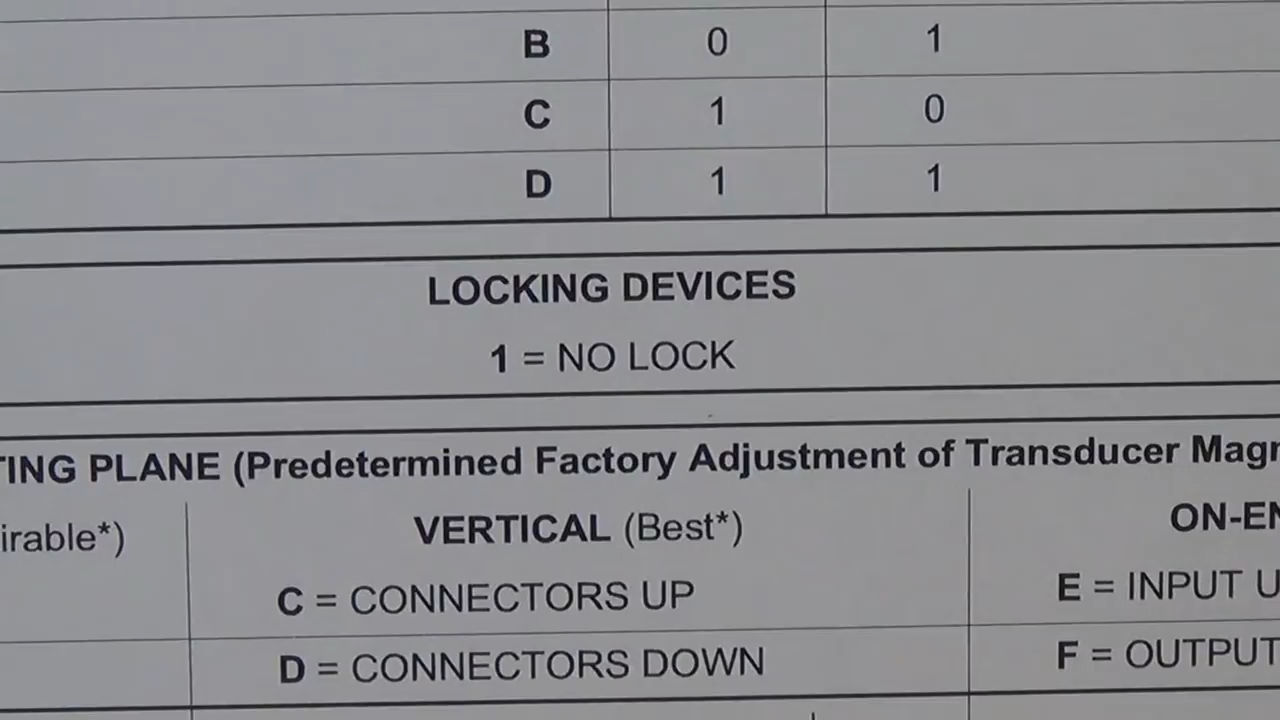 B 0 1
C 1 0
D 1 1
LOCKING DEVICES
1 = NO LOCK
TING PLANE (Predetermined Factory Adjustment of Transducer Magn
irable*) VERTICAL (Best*) ON-EN
C = CONNECTORS UP E = INPUT U
D = CONNECTORS DOWN F = OUTPUT